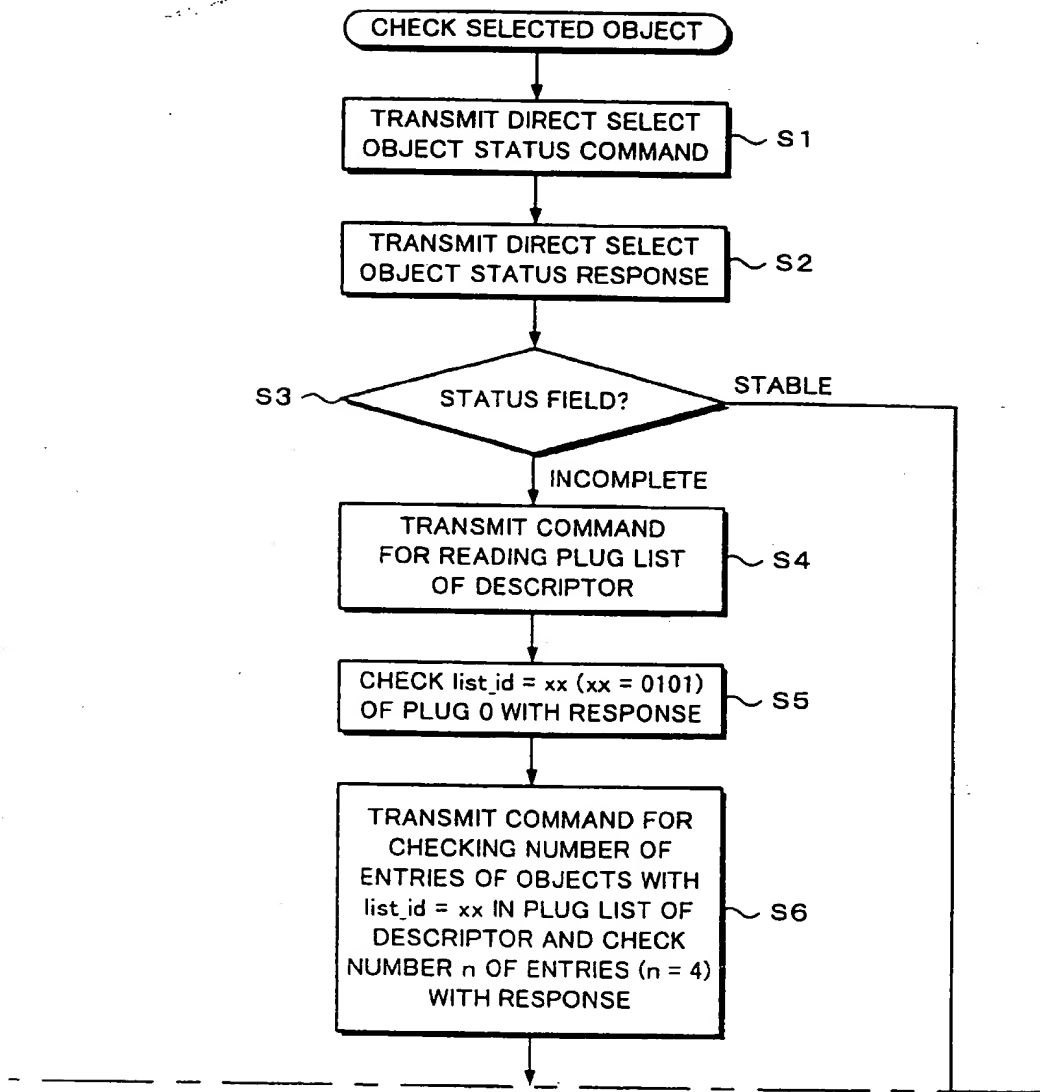 CHECK SELECTED OBJECT
TRANSMIT DIRECT SELECT
OBJECT STATUS COMMAND
S1
TRANSMIT DIRECT SELECT
OBJECT STATUS RESPONSE
S2
S3
STATUS FIELD?
STABLE
INCOMPLETE
TRANSMIT COMMAND
FOR READING PLUG LIST
OF DESCRIPTOR
S4
CHECK list_id = xx (xx = 0101)
OF PLUG 0 WITH RESPONSE
S5
TRANSMIT COMMAND FOR
CHECKING NUMBER OF
ENTRIES OF OBJECTS WITH
list_id = xx IN PLUG LIST OF
DESCRIPTOR AND CHECK
NUMBER n OF ENTRIES (n = 4)
WITH RESPONSE
S6